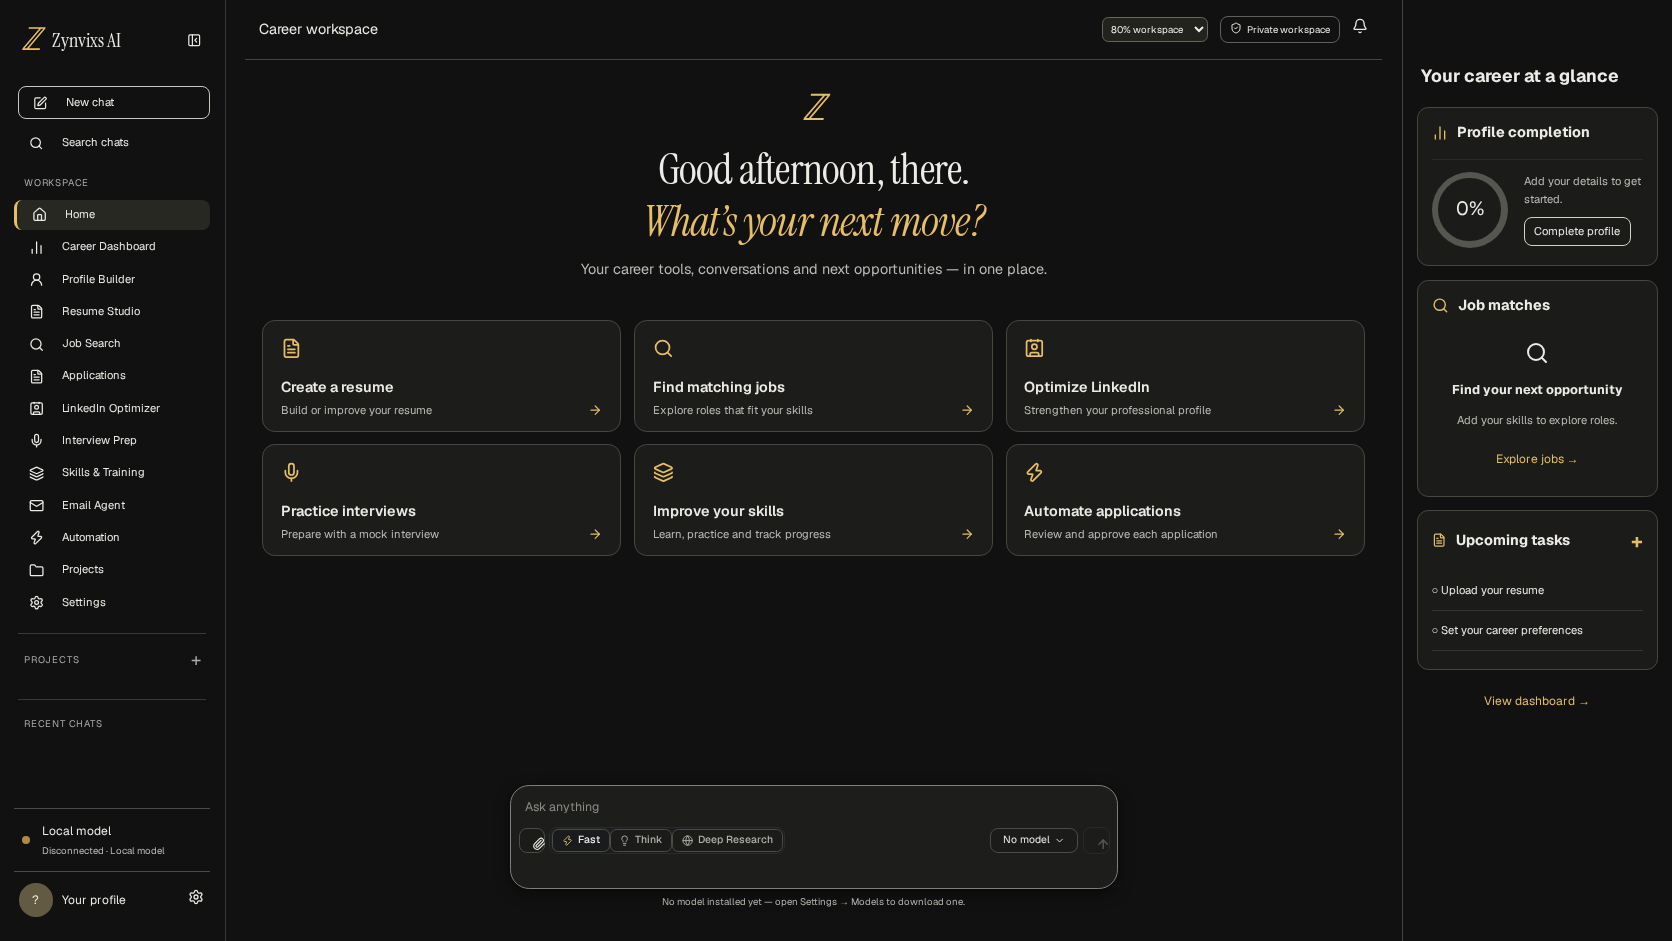 Zynvixs AI
New chat
Search chats
WORKSPACE
Home
Career Dashboard
Profile Builder
Resume Studio
Job Search
Applications
LinkedIn Optimizer
Interview Prep
Skills & Training
Email Agent
Automation
Projects
Settings
PROJECTS
+
RECENT CHATS
Local model
Disconnected · Local model
?
Your profile
Career workspace
80% workspace
Private workspace
Good afternoon, there.
What's your next move?
Your career tools, conversations and next opportunities — in one place.
Create a resume
Build or improve your resume
Find matching jobs
Explore roles that fit your skills
Optimize LinkedIn
Strengthen your professional profile
Practice interviews
Prepare with a mock interview
Improve your skills
Learn, practice and track progress
Automate applications
Review and approve each application
Ask anything
Fast
Think
Deep Research
No model
No model installed yet — open Settings → Models to download one.
Your career at a glance
Profile completion
0%
Add your details to get
started.
Complete profile
Job matches
Find your next opportunity
Add your skills to explore roles.
Explore jobs →
Upcoming tasks
+
○ Upload your resume
○ Set your career preferences
View dashboard →